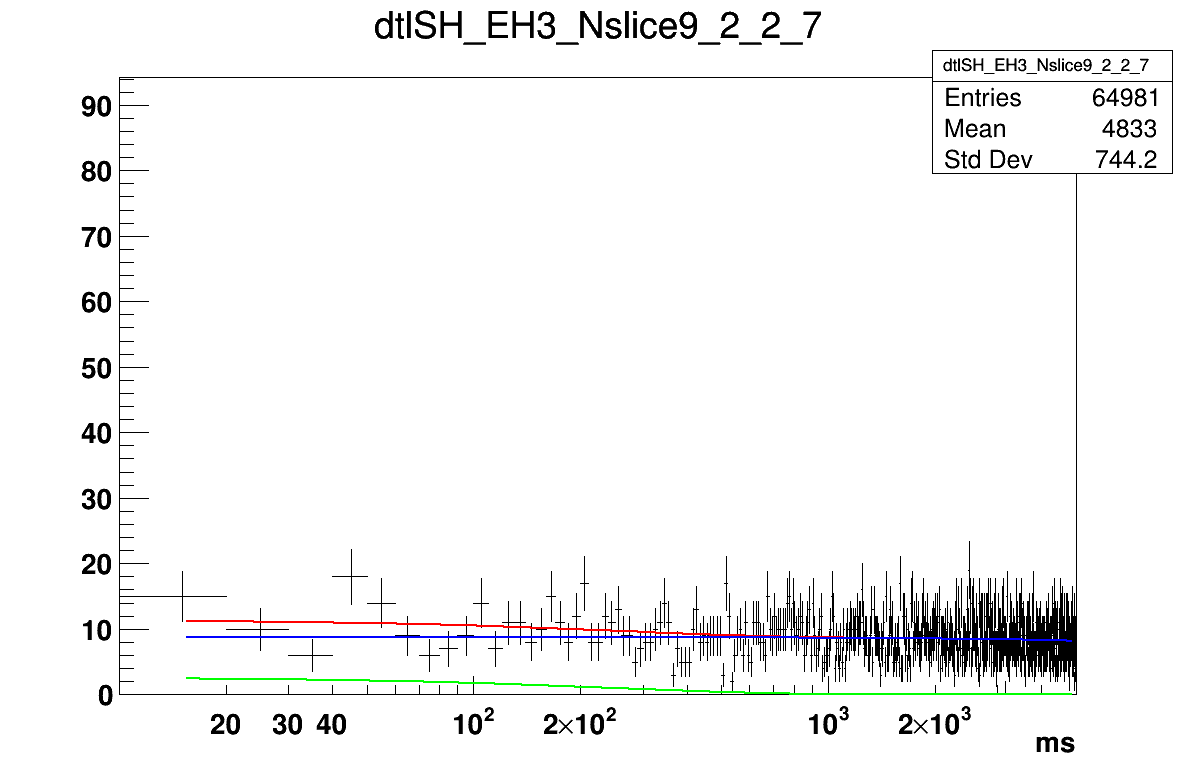 dtlSH_EH3_Nslice9_2_2_7
dtlSH_EH3_Nslice9_2_2_7
Entries 64981
Mean 4833
Std Dev 744.2
90
80
70
60
50
40
30
20
10
0
20 30 40 10² 2×10² 10³ 2×10³
ms